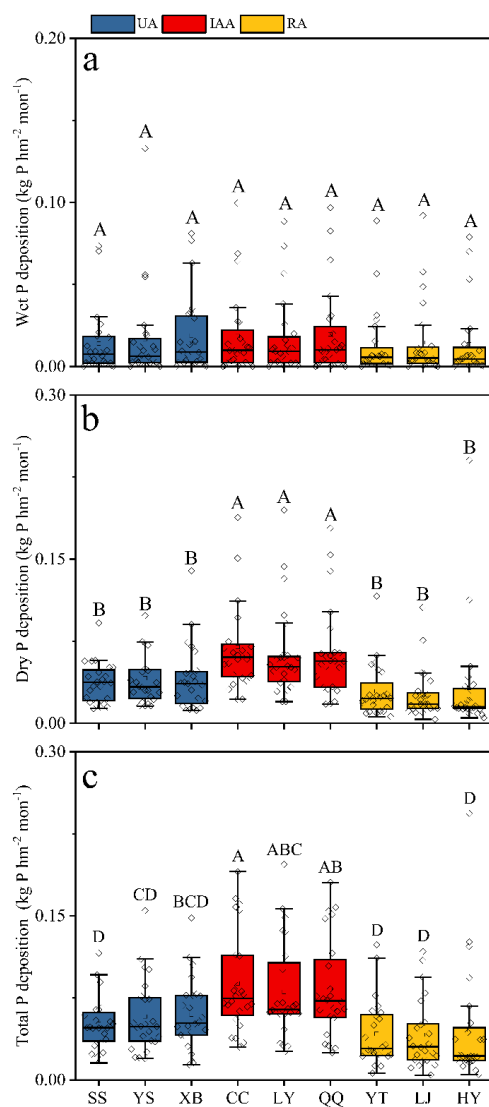 UA IAA RA
a
Wet P deposition (kg P hm⁻² mon⁻¹)
0.20
0.10
0.00
A A A A A A A A A
b
Dry P deposition (kg P hm⁻² mon⁻¹)
0.30
0.15
0.00
B B B A A A B B B
c
Total P deposition (kg P hm⁻² mon⁻¹)
0.30
0.15
0.00
D CD BCD A ABC AB D D D
SS YS XB CC LY QQ YT LJ HY